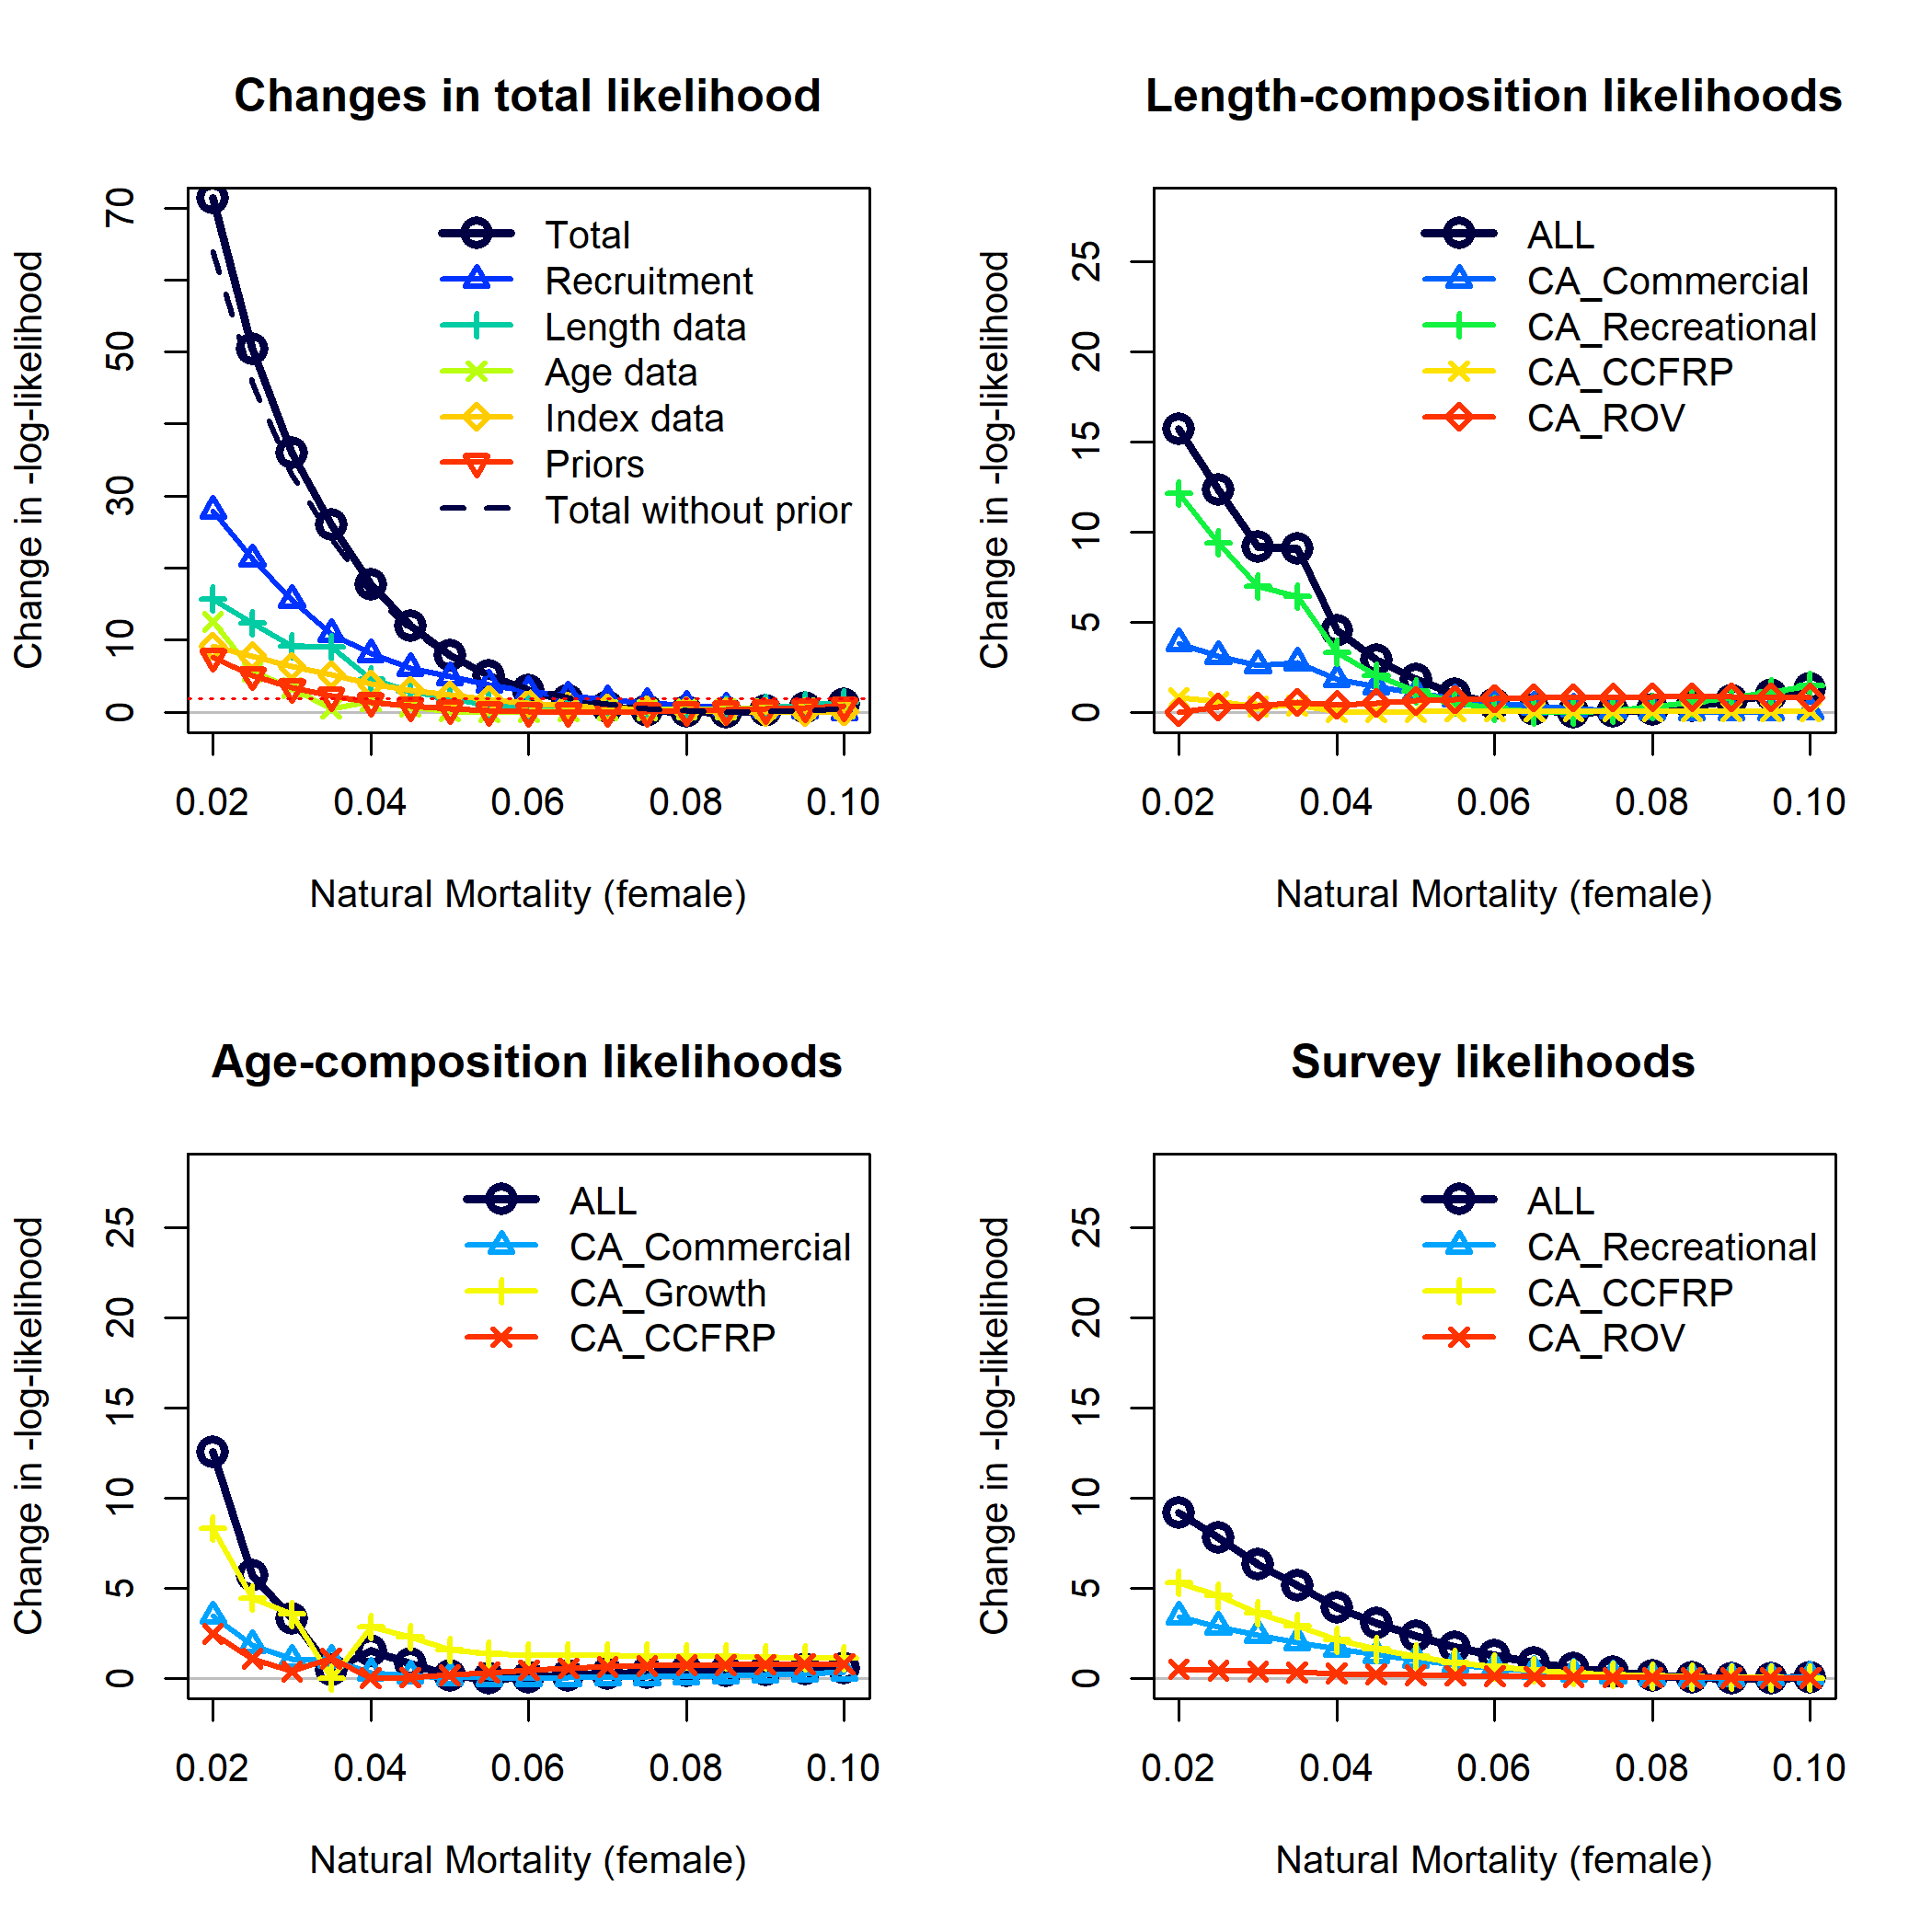 Changes in total likelihood
Change in -log-likelihood
70
50
30
10
0
Total
Recruitment
Length data
Age data
Index data
Priors
Total without prior
0.02
0.04
0.06
0.08
0.10
Natural Mortality (female)
Length-composition likelihoods
Change in -log-likelihood
25
20
15
10
5
0
ALL
CA_Commercial
CA_Recreational
CA_CCFRP
CA_ROV
0.02
0.04
0.06
0.08
0.10
Natural Mortality (female)
Age-composition likelihoods
Change in -log-likelihood
25
20
15
10
5
0
ALL
CA_Commercial
CA_Growth
CA_CCFRP
0.02
0.04
0.06
0.08
0.10
Natural Mortality (female)
Survey likelihoods
Change in -log-likelihood
25
20
15
10
5
0
ALL
CA_Recreational
CA_CCFRP
CA_ROV
0.02
0.04
0.06
0.08
0.10
Natural Mortality (female)